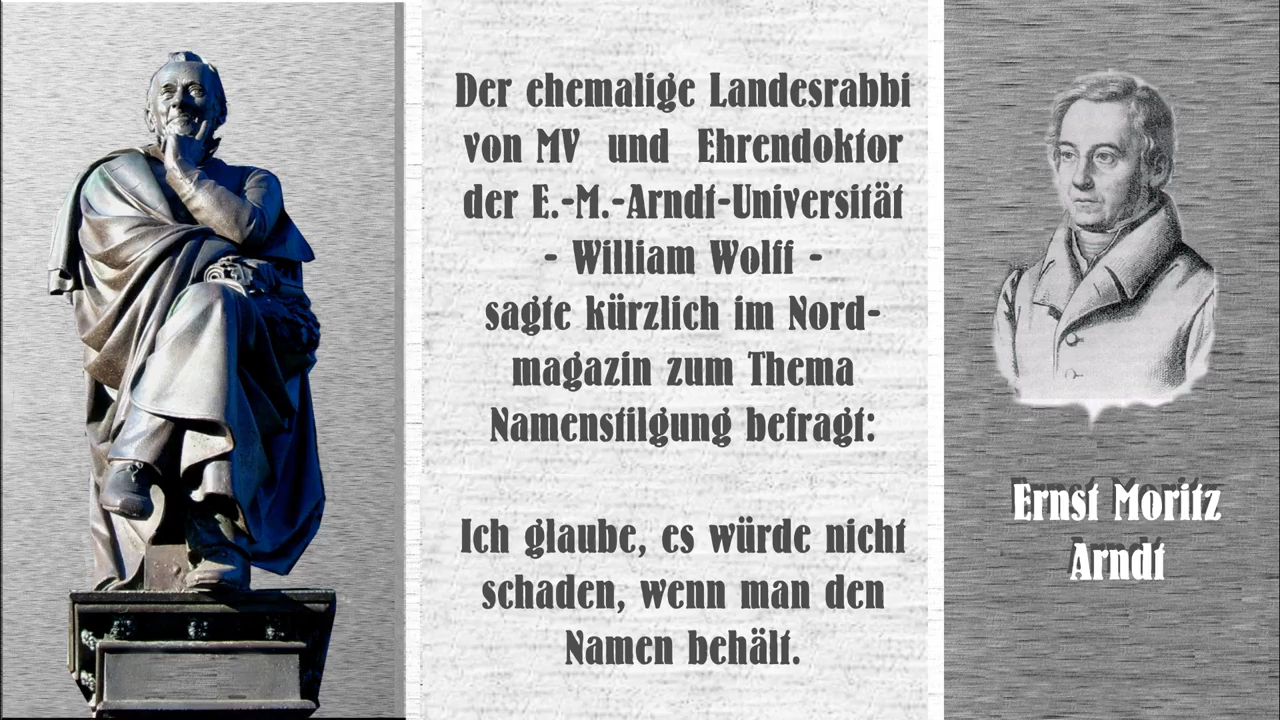 Der ehemalige Landesrabbi
von MV und Ehrendoktor
der E.-M.-Arndt-Universität
- William Wolff -
sagte kürzlich im Nord-
magazin zum Thema
Namenstilgung befragt:
Ich glaube, es würde nicht
schaden, wenn man den
Namen behält.
Ernst Moritz
Arndt